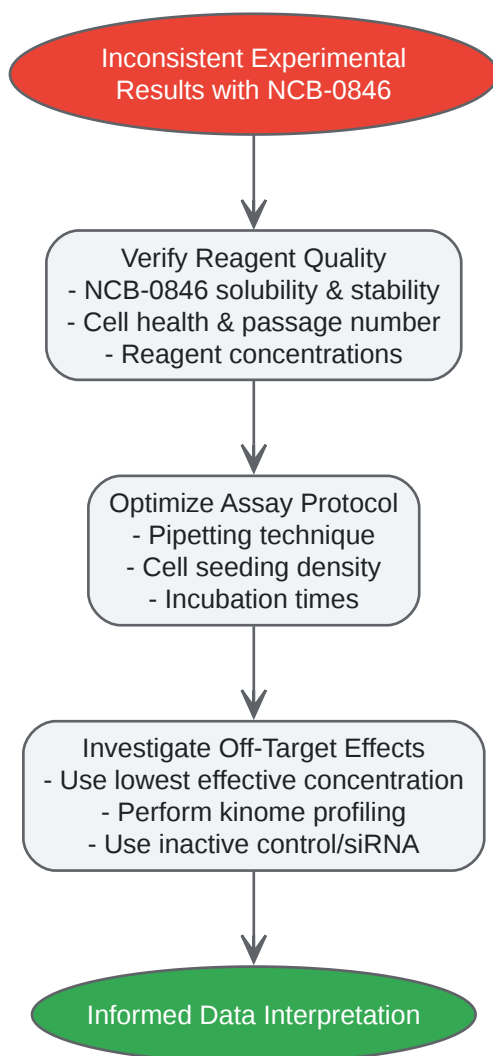 Inconsistent Experimental
Results with NCB-0846
Verify Reagent Quality
- NCB-0846 solubility & stability
- Cell health & passage number
- Reagent concentrations
Optimize Assay Protocol
- Pipetting technique
- Cell seeding density
- Incubation times
Investigate Off-Target Effects
- Use lowest effective concentration
- Perform kinome profiling
- Use inactive control/siRNA
Informed Data Interpretation